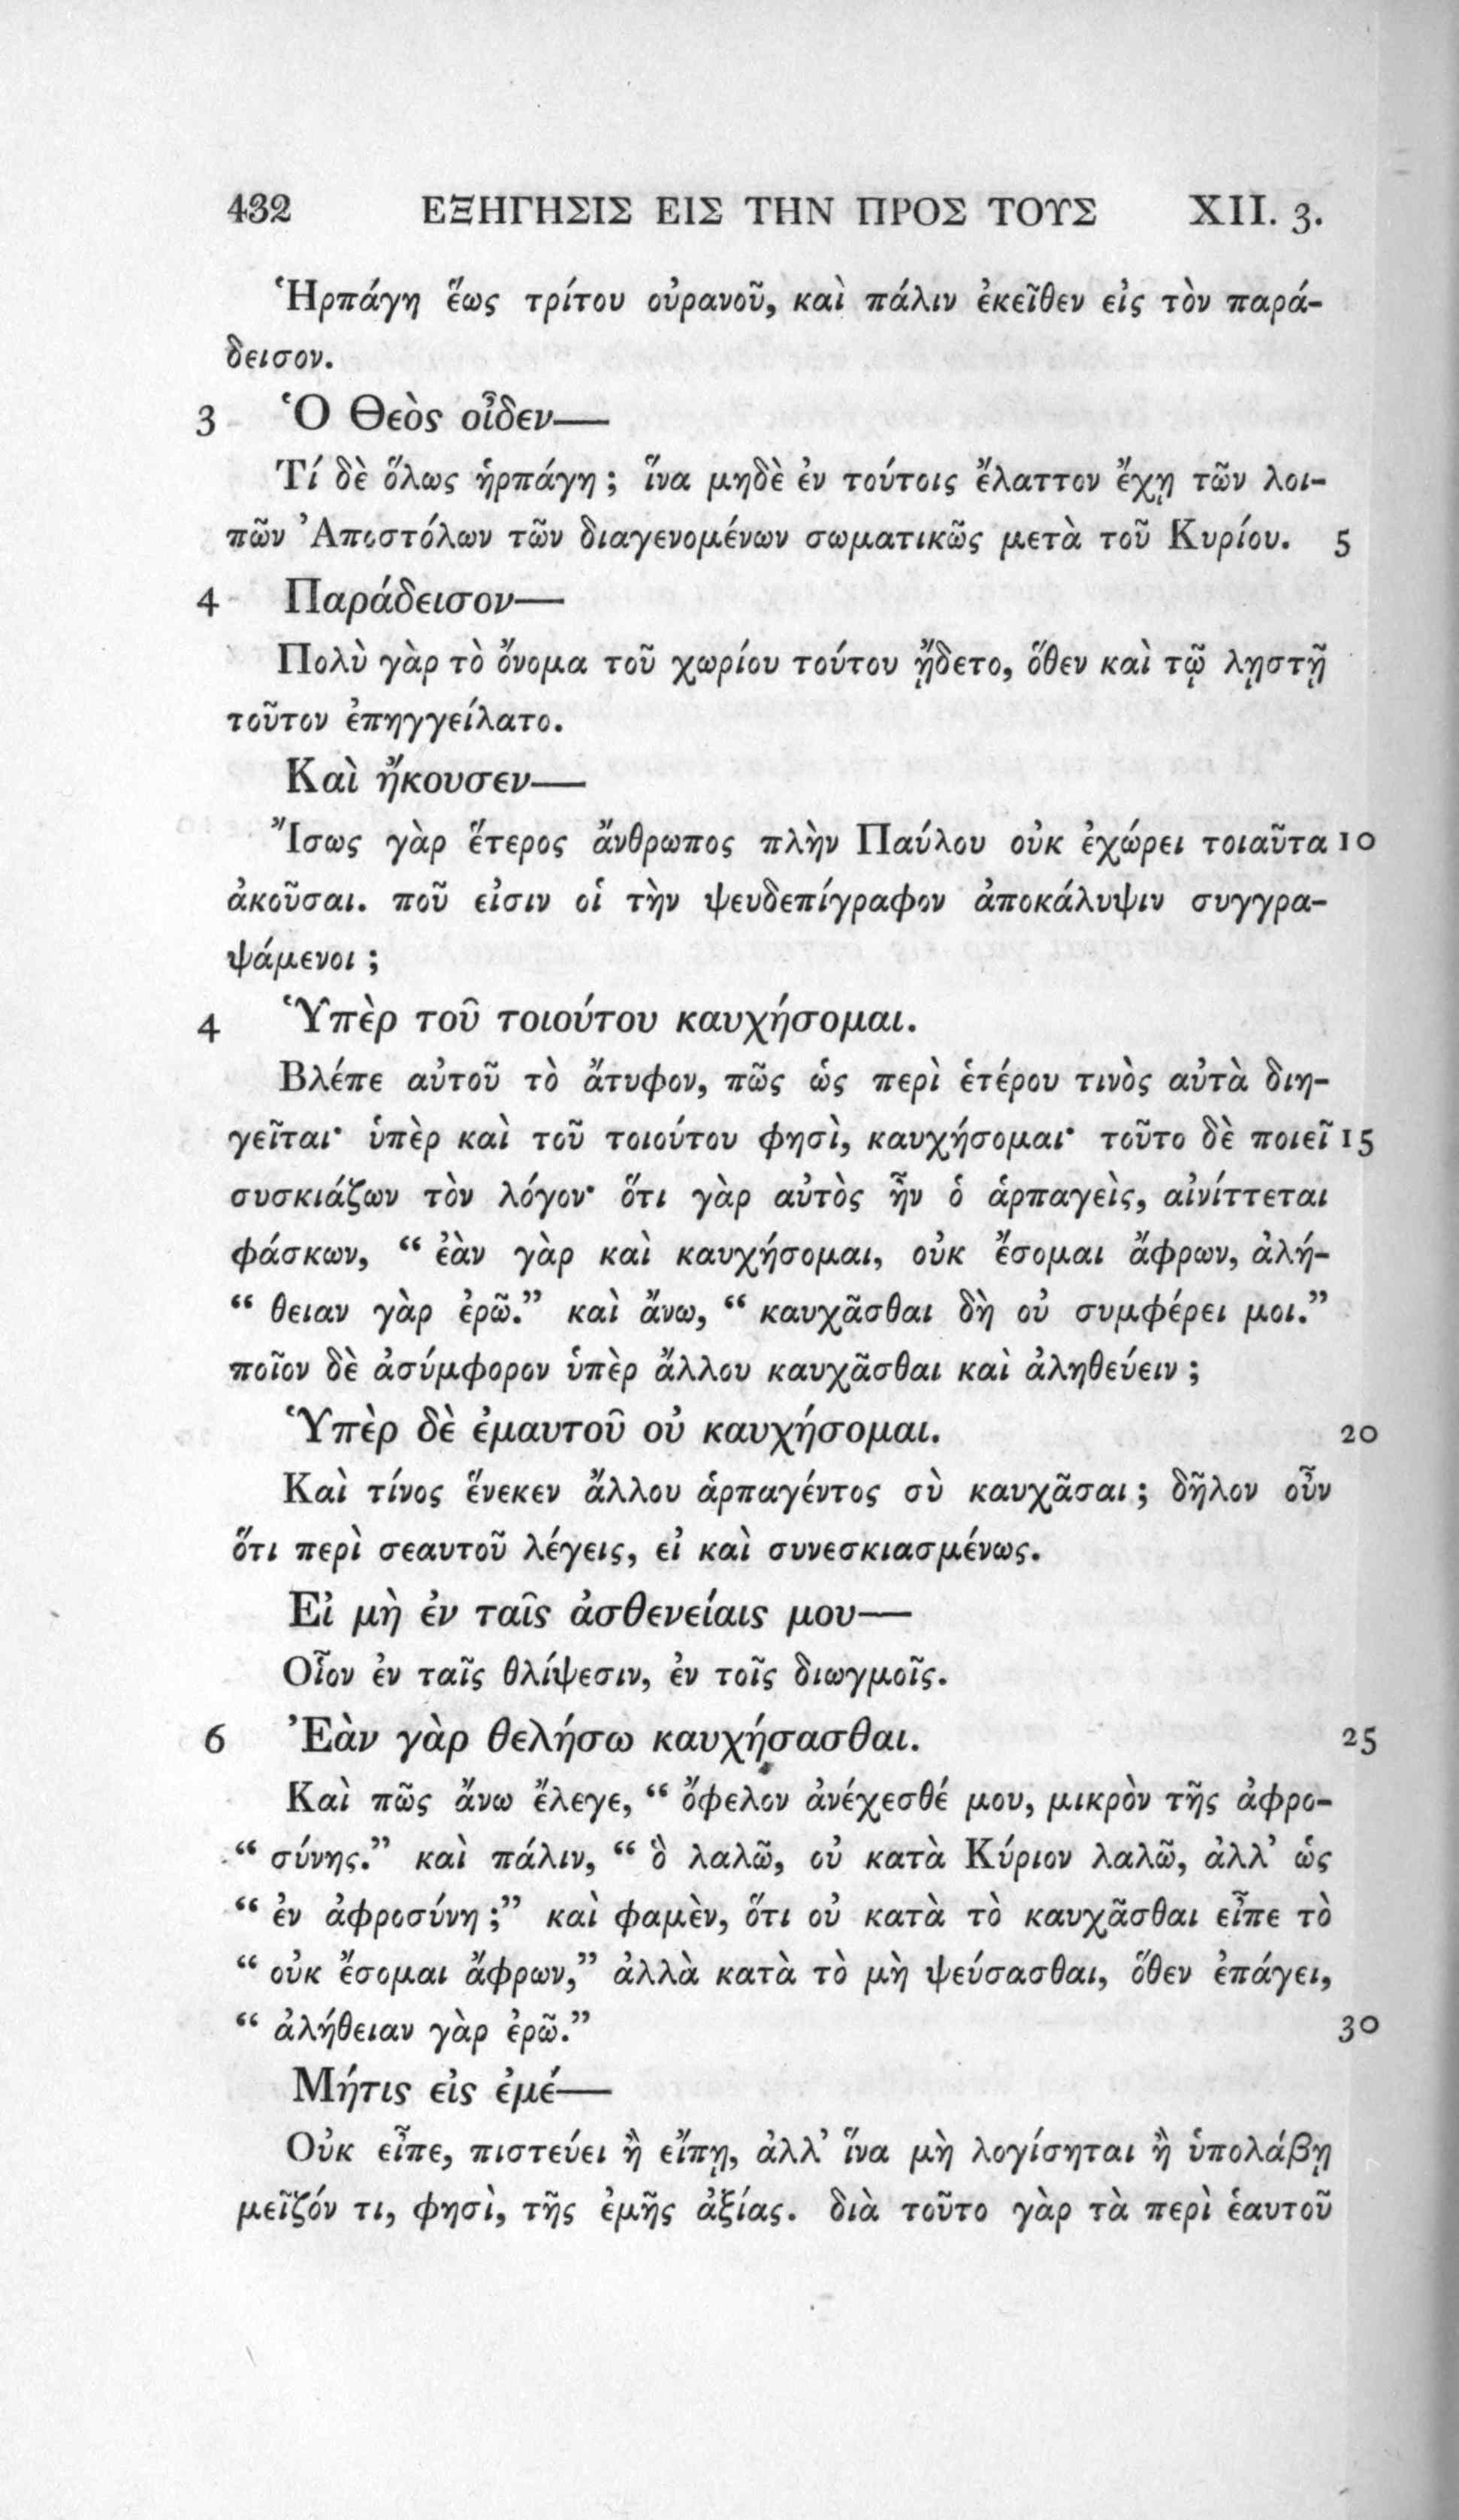 432 ΕΞΗΓΗΣΙΣ ΕΙΣ ΤΗΝ ΠΡΟΣ ΤΟΥΣ XII. 3.
Ἡρπάγη ἕως τρίτου οὐρανοῦ, καὶ πάλιν ἐκεῖθεν εἰς τὸν παρά-
δεισον.
3 Ὁ Θεὸς οἶδεν—
Τί δὲ ὅλως ἡρπάγη ; ἵνα μηδὲ ἐν τούτοις ἔλαττον ἔχῃ τῶν λοι-
πῶν Ἀποστόλων τῶν διαγενομένων σωματικῶς μετὰ τοῦ Κυρίου. 5
4 Παράδεισον—
Πολὺ γὰρ τὸ ὄνομα τοῦ χωρίου τούτου ᾔδετο, ὅθεν καὶ τῷ λῃστῇ
τοῦτον ἐπηγγείλατο.
Καὶ ἤκουσεν—
Ἴσως γὰρ ἕτερος ἄνθρωπος πλὴν Παύλου οὐκ ἐχώρει τοιαῦτα 10
ἀκοῦσαι. ποῦ εἰσιν οἱ τὴν ψευδεπίγραφον ἀποκάλυψιν συγγρα-
ψάμενοι ;
4 Ὑπὲρ τοῦ τοιούτου καυχήσομαι.
Βλέπε αὐτοῦ τὸ ἄτυφον, πῶς ὡς περὶ ἑτέρου τινὸς αὐτὰ διη-
γεῖται· ὑπὲρ καὶ τοῦ τοιούτου φησὶ, καυχήσομαι· τοῦτο δὲ ποιεῖ 15
συσκιάζων τὸν λόγον· ὅτι γὰρ αὐτὸς ἦν ὁ ἁρπαγεὶς, αἰνίττεται
φάσκων, “ ἐὰν γὰρ καὶ καυχήσομαι, οὐκ ἔσομαι ἄφρων, ἀλή-
“ θειαν γὰρ ἐρῶ.” καὶ ἄνω, “ καυχᾶσθαι δὴ οὐ συμφέρει μοι.”
ποῖον δὲ ἀσύμφορον ὑπὲρ ἄλλου καυχᾶσθαι καὶ ἀληθεύειν ;
Ὑπὲρ δὲ ἐμαυτοῦ οὐ καυχήσομαι. 20
Καὶ τίνος ἕνεκεν ἄλλου ἁρπαγέντος σὺ καυχᾶσαι ; δῆλον οὖν
ὅτι περὶ σεαυτοῦ λέγεις, εἰ καὶ συνεσκιασμένως.
Εἰ μὴ ἐν ταῖς ἀσθενείαις μου—
Οἷον ἐν ταῖς θλίψεσιν, ἐν τοῖς διωγμοῖς.
6 Ἐὰν γὰρ θελήσω καυχήσασθαι. 25
Καὶ πῶς ἄνω ἔλεγε, “ ὄφελον ἀνέχεσθέ μου, μικρὸν τῆς ἀφρο-
“ σύνης.” καὶ πάλιν, “ ὃ λαλῶ, οὐ κατὰ Κύριον λαλῶ, ἀλλ’ ὡς
“ ἐν ἀφροσύνῃ ;” καὶ φαμὲν, ὅτι οὐ κατὰ τὸ καυχᾶσθαι εἶπε τὸ
“ οὐκ ἔσομαι ἄφρων,” ἀλλὰ κατὰ τὸ μὴ ψεύσασθαι, ὅθεν ἐπάγει,
“ ἀλήθειαν γὰρ ἐρῶ.” 30
Μήτις εἰς ἐμέ—
Οὐκ εἶπε, πιστεύει ἢ εἴπῃ, ἀλλ’ ἵνα μὴ λογίσηται ἢ ὑπολάβῃ
μεῖζόν τι, φησὶ, τῆς ἐμῆς ἀξίας. διὰ τοῦτο γὰρ τὰ περὶ ἑαυτοῦ